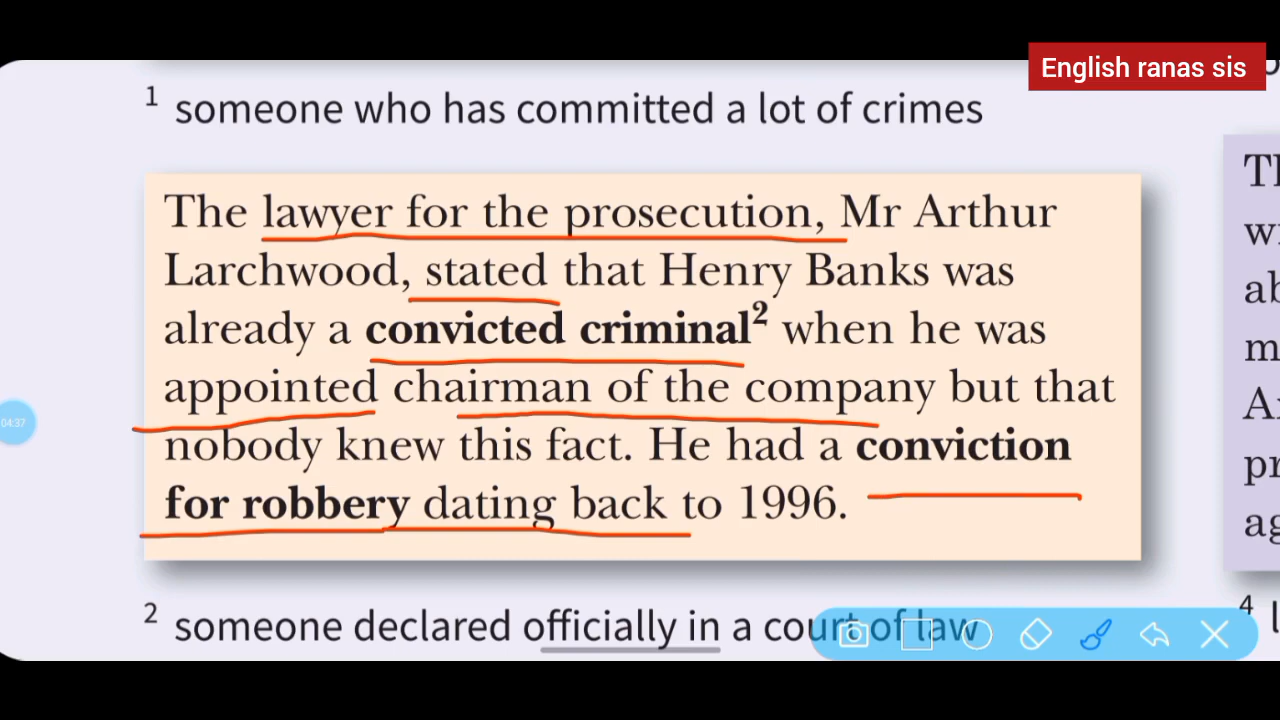 English ranas sis
1 someone who has committed a lot of crimes
The lawyer for the prosecution, Mr Arthur
Larchwood, stated that Henry Banks was
already a convicted criminal2 when he was
appointed chairman of the company but that
nobody knew this fact. He had a conviction
for robbery dating back to 1996.
2 someone declared officially in a court of law
04:37
4